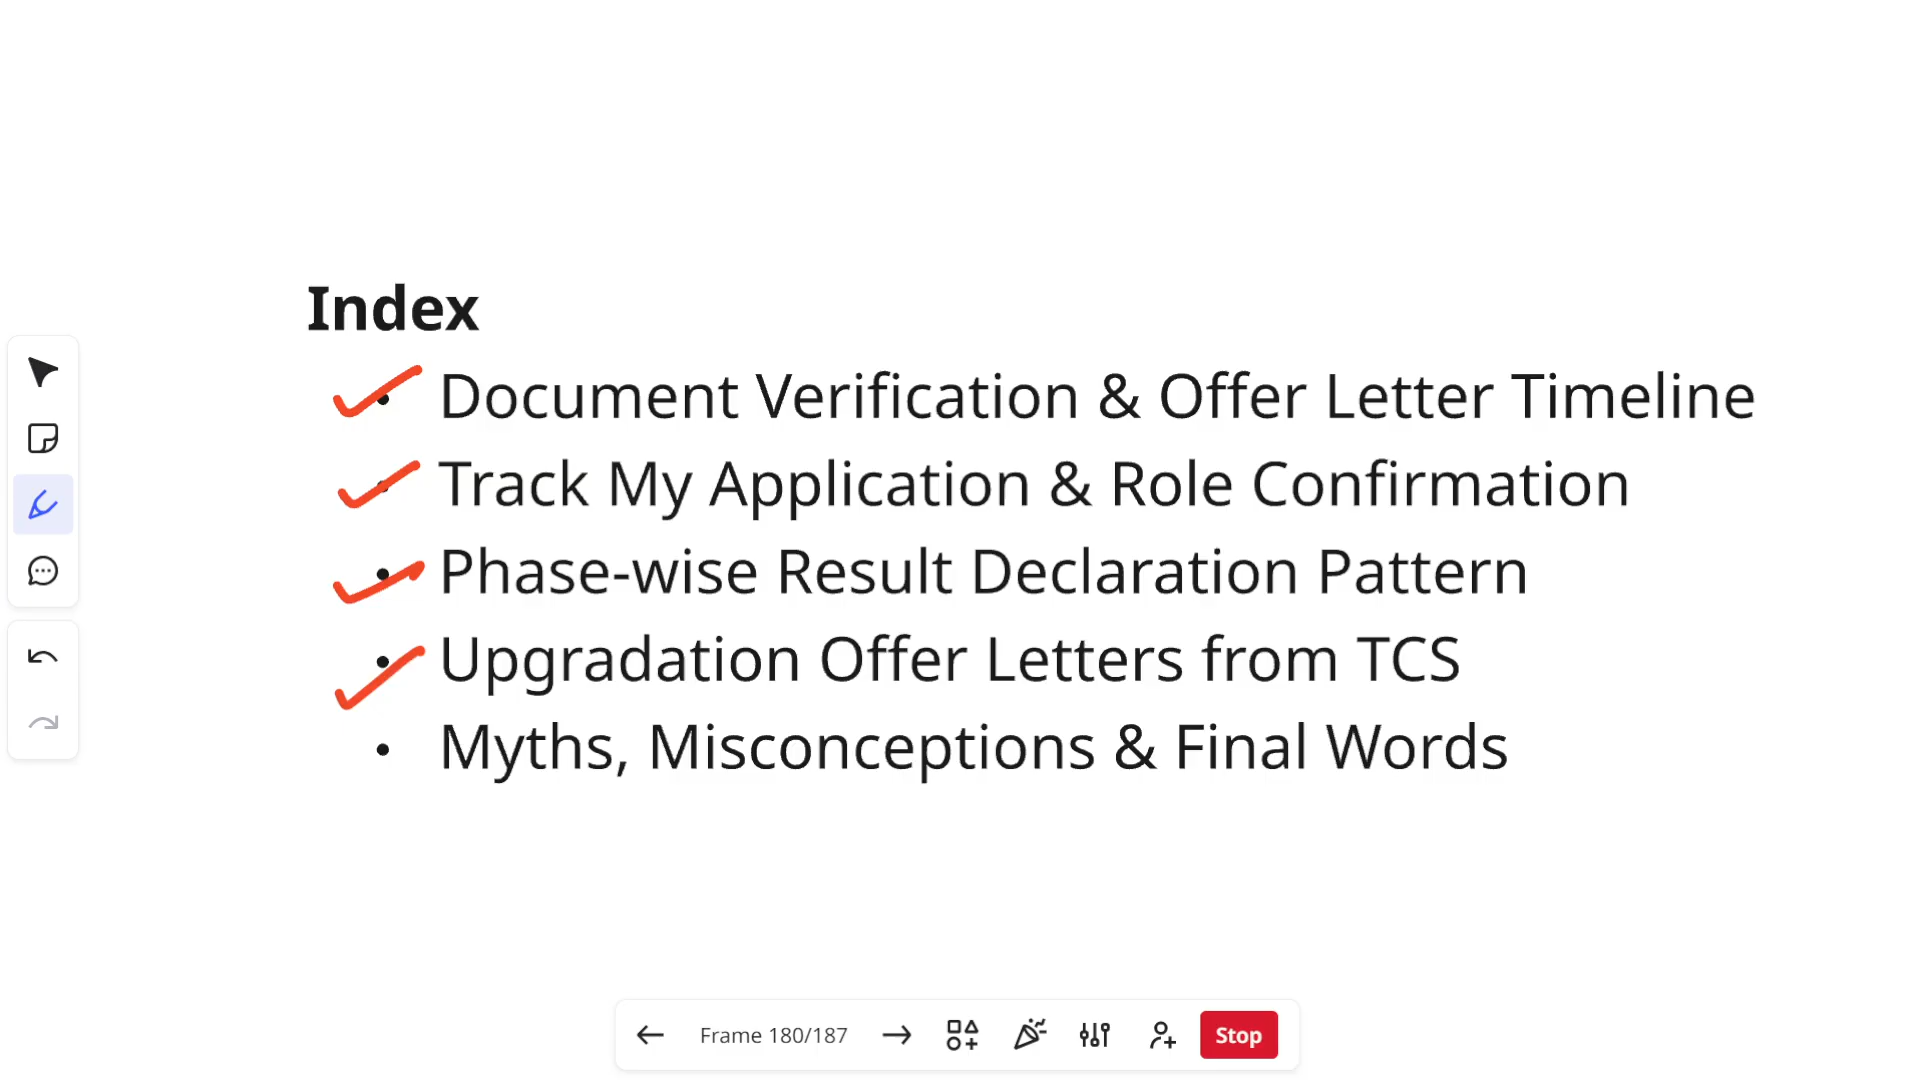 Index
Document Verification & Offer Letter Timeline
Track My Application & Role Confirmation
Phase-wise Result Declaration Pattern
Upgradation Offer Letters from TCS
Myths, Misconceptions & Final Words
Frame 180/187
Stop